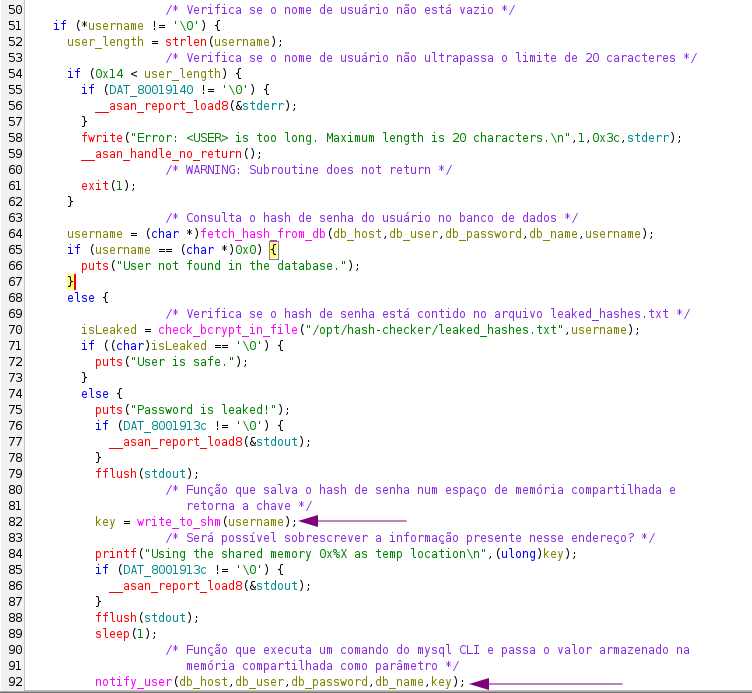 50 /* Verifica se o nome de usuário não está vazio */
51 if (*username != '\0') {
52 user_length = strlen(username);
53 /* Verifica se o nome de usuário não ultrapassa o limite de 20 caracteres */
54 if (0x14 < user_length) {
55 if (DAT_80019140 != '\0') {
56 __asan_report_load8(&stderr);
57 }
58 fwrite("Error: <USER> is too long. Maximum length is 20 characters.\n",1,0x3c,stderr);
59 __asan_handle_no_return();
60 /* WARNING: Subroutine does not return */
61 exit(1);
62 }
63 /* Consulta o hash de senha do usuário no banco de dados */
64 username = (char *)fetch_hash_from_db(db_host,db_user,db_password,db_name,username);
65 if (username == (char *)0x0) {
66 puts("User not found in the database.");
67 }
68 else {
69 /* Verifica se o hash de senha está contido no arquivo leaked_hashes.txt */
70 isLeaked = check_bcrypt_in_file("/opt/hash-checker/leaked_hashes.txt",username);
71 if ((char)isLeaked == '\0') {
72 puts("User is safe.");
73 }
74 else {
75 puts("Password is leaked!");
76 if (DAT_8001913c != '\0') {
77 __asan_report_load8(&stdout);
78 }
79 fflush(stdout);
80 /* Função que salva o hash de senha num espaço de memória compartilhada e
81 retorna a chave */
82 key = write_to_shm(username);
83 /* Será possível sobrescrever a informação presente nesse endereço? */
84 printf("Using the shared memory 0x%X as temp location\n",(ulong)key);
85 if (DAT_8001913c != '\0') {
86 __asan_report_load8(&stdout);
87 }
88 fflush(stdout);
89 sleep(1);
90 /* Função que executa um comando do mysql CLI e passa o valor armazenado na
91 memória compartilhada como parâmetro */
92 notify_user(db_host,db_user,db_password,db_name,key);